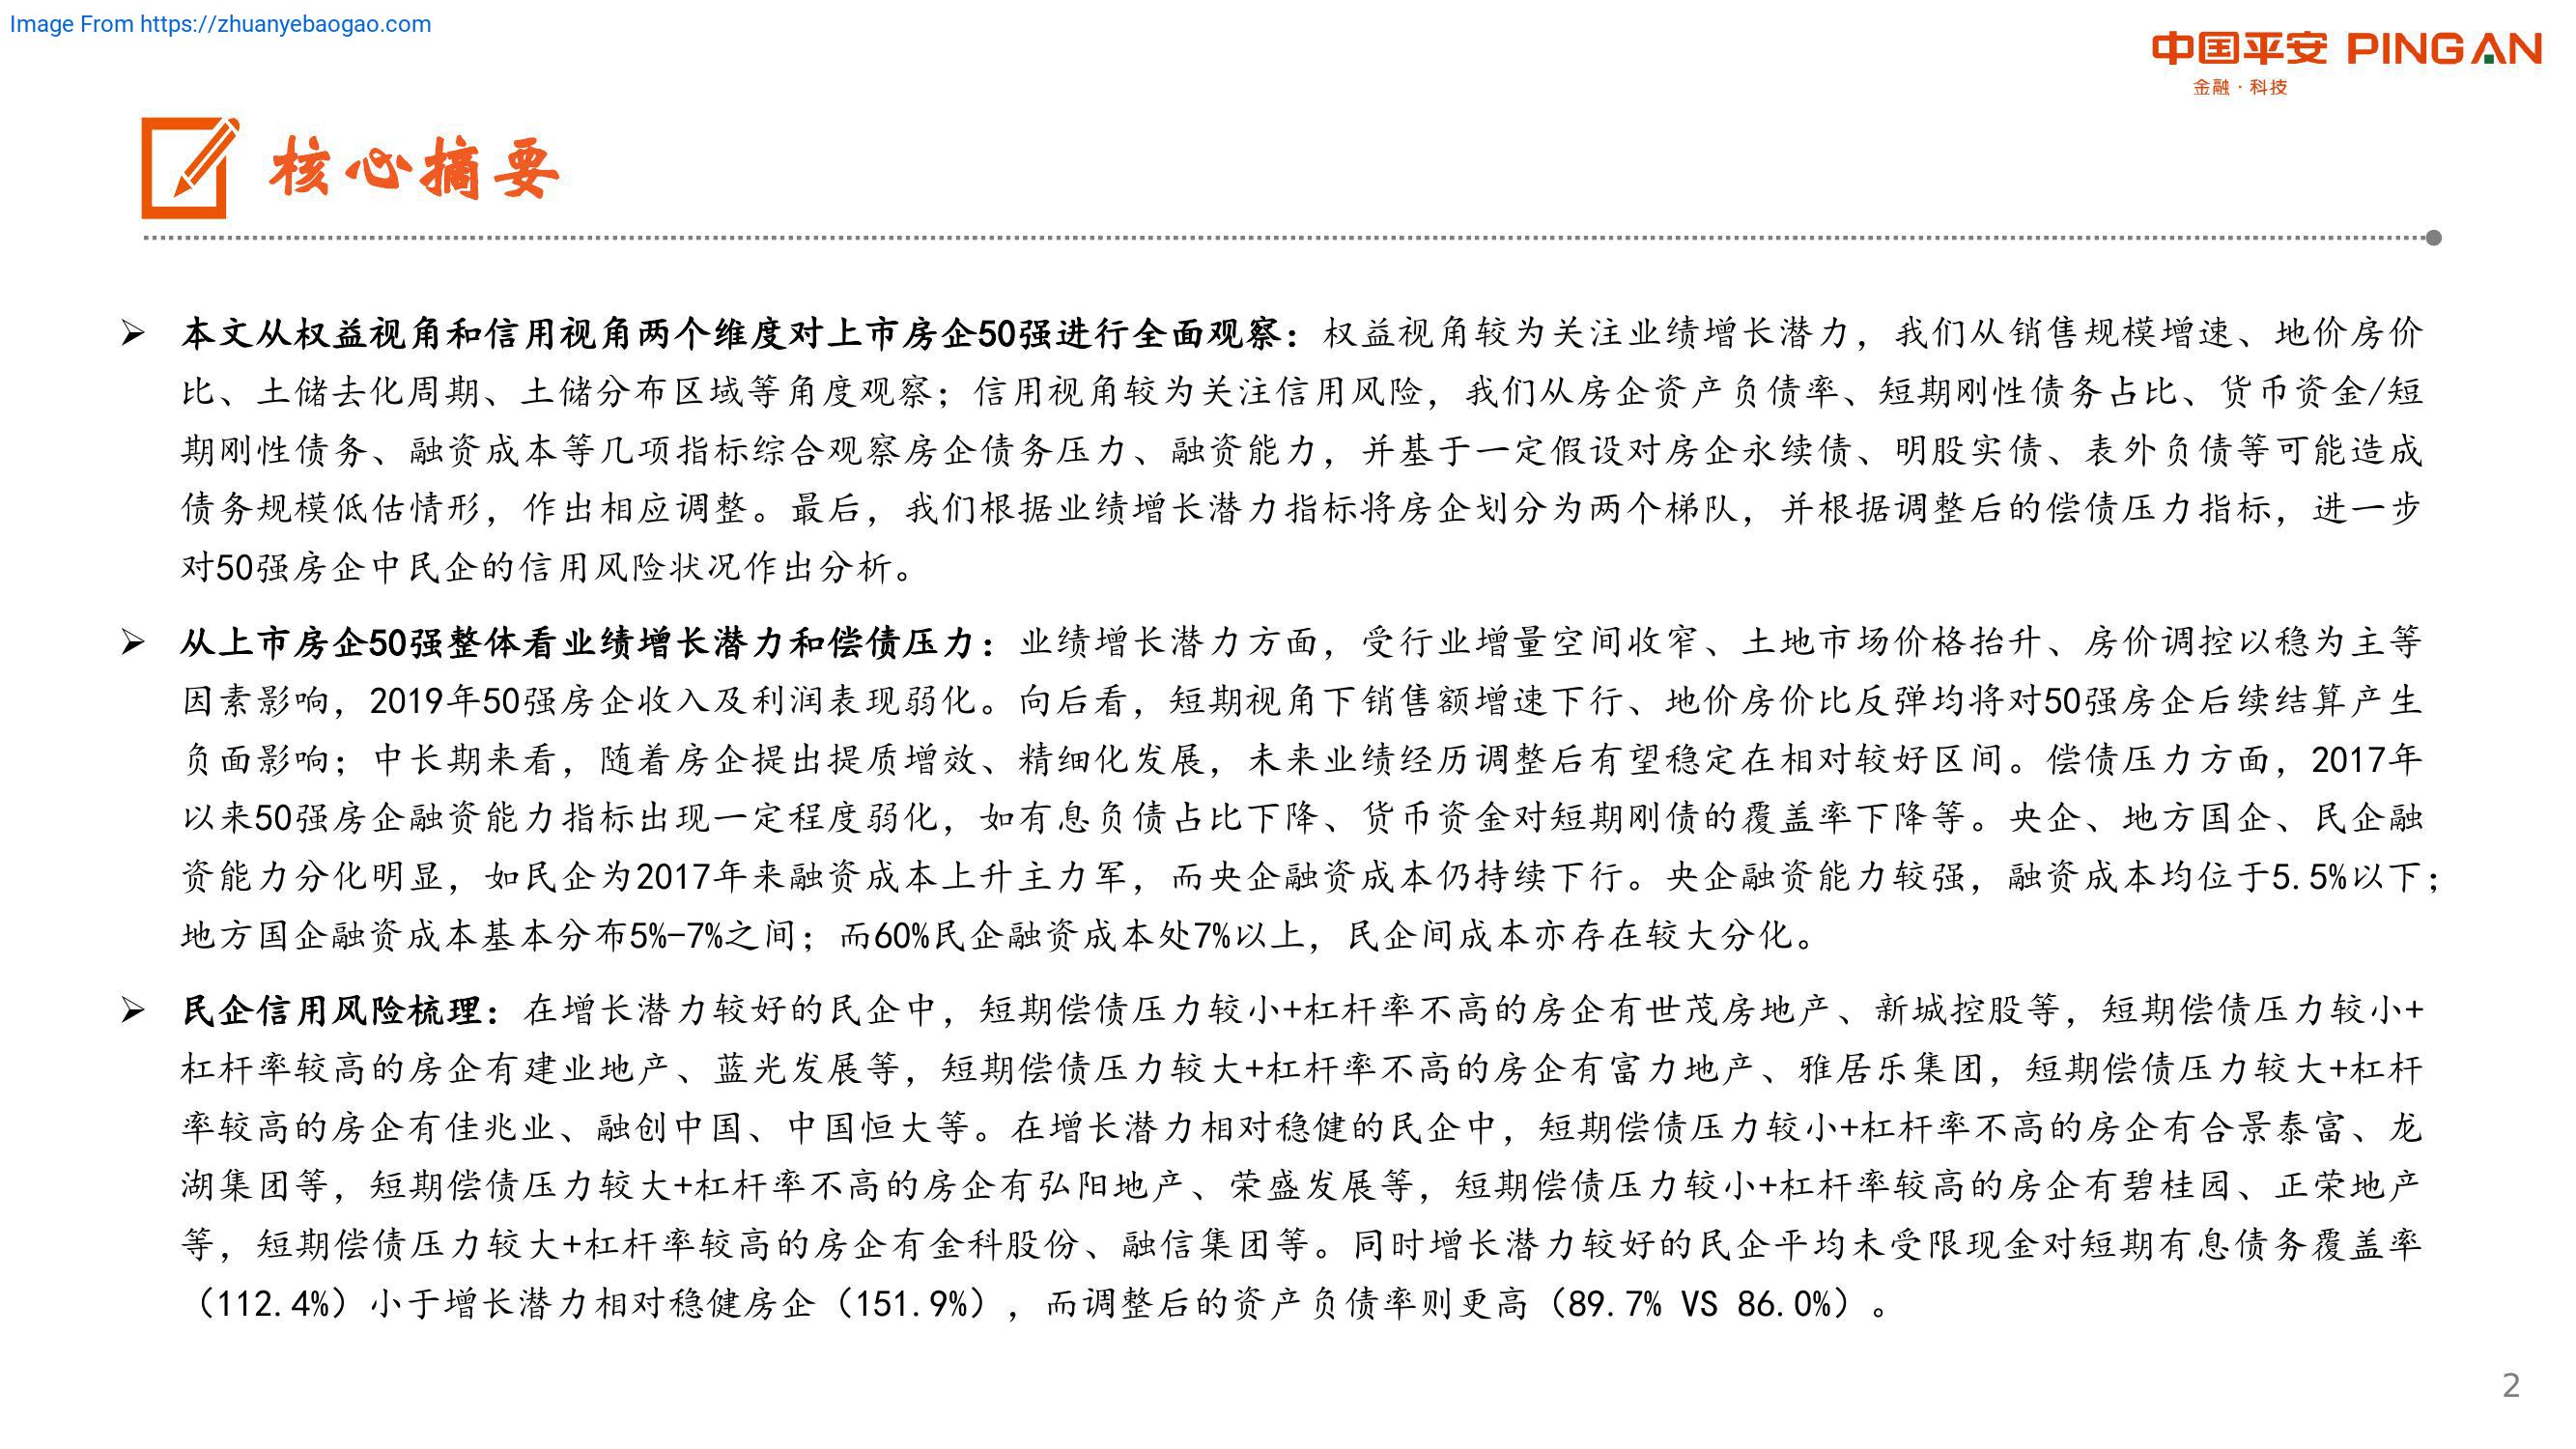 Image From https://zhuanyebaogao.com
中国平安 PINGAN
金融·科技
核心摘要
➢ 本文从权益视角和信用视角两个维度对上市房企50强进行全面观察：权益视角较为关注业绩增长潜力，我们从销售规模增速、地价房价
比、土储去化周期、土储分布区域等角度观察；信用视角较为关注信用风险，我们从房企资产负债率、短期刚性债务占比、货币资金/短
期刚性债务、融资成本等几项指标综合观察房企债务压力、融资能力，并基于一定假设对房企永续债、明股实债、表外负债等可能造成
债务规模低估情形，作出相应调整。最后，我们根据业绩增长潜力指标将房企划分为两个梯队，并根据调整后的偿债压力指标，进一步
对50强房企中民企的信用风险状况作出分析。
➢ 从上市房企50强整体看业绩增长潜力和偿债压力：业绩增长潜力方面，受行业增量空间收窄、土地市场价格抬升、房价调控以稳为主等
因素影响，2019年50强房企收入及利润表现弱化。向后看，短期视角下销售额增速下行、地价房价比反弹均将对50强房企后续结算产生
负面影响；中长期来看，随着房企提出提质增效、精细化发展，未来业绩经历调整后有望稳定在相对较好区间。偿债压力方面，2017年
以来50强房企融资能力指标出现一定程度弱化，如有息负债占比下降、货币资金对短期刚债的覆盖率下降等。央企、地方国企、民企融
资能力分化明显，如民企为2017年来融资成本上升主力军，而央企融资成本仍持续下行。央企融资能力较强，融资成本均位于5.5%以下；
地方国企融资成本基本分布5%-7%之间；而60%民企融资成本处7%以上，民企间成本亦存在较大分化。
➢ 民企信用风险梳理：在增长潜力较好的民企中，短期偿债压力较小+杠杆率不高的房企有世茂房地产、新城控股等，短期偿债压力较小+
杠杆率较高的房企有建业地产、蓝光发展等，短期偿债压力较大+杠杆率不高的房企有富力地产、雅居乐集团，短期偿债压力较大+杠杆
率较高的房企有佳兆业、融创中国、中国恒大等。在增长潜力相对稳健的民企中，短期偿债压力较小+杠杆率不高的房企有合景泰富、龙
湖集团等，短期偿债压力较大+杠杆率不高的房企有弘阳地产、荣盛发展等，短期偿债压力较小+杠杆率较高的房企有碧桂园、正荣地产
等，短期偿债压力较大+杠杆率较高的房企有金科股份、融信集团等。同时增长潜力较好的民企平均未受限现金对短期有息债务覆盖率
（112.4%）小于增长潜力相对稳健房企（151.9%），而调整后的资产负债率则更高（89.7% VS 86.0%）。
2